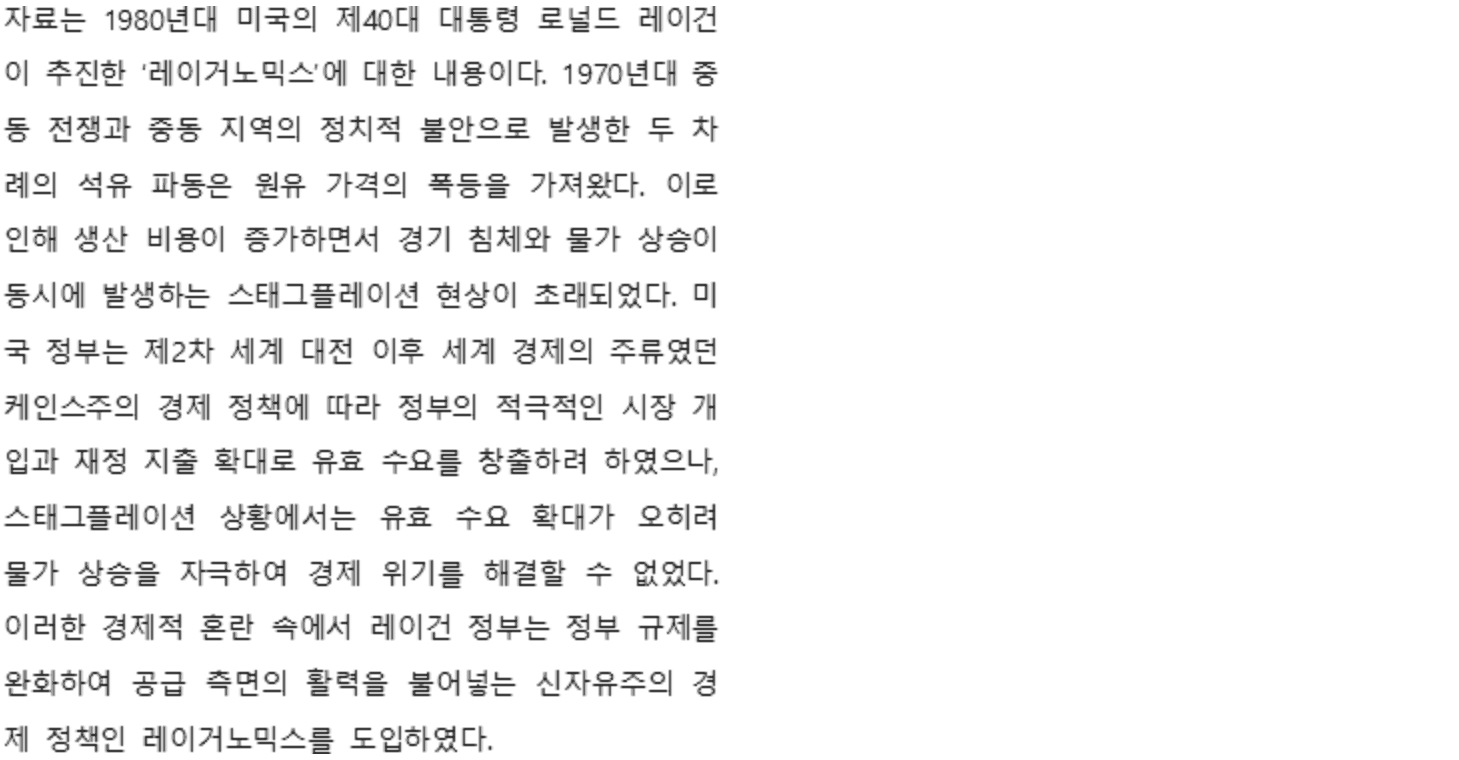 자료는 1980년대 미국의 제40대 대통령 로널드 레이건
이 추진한 ‘레이거노믹스’에 대한 내용이다. 1970년대 중
동 전쟁과 중동 지역의 정치적 불안으로 발생한 두 차
례의 석유 파동은 원유 가격의 폭등을 가져왔다. 이로
인해 생산 비용이 증가하면서 경기 침체와 물가 상승이
동시에 발생하는 스태그플레이션 현상이 초래되었다. 미
국 정부는 제2차 세계 대전 이후 세계 경제의 주류였던
케인스주의 경제 정책에 따라 정부의 적극적인 시장 개
입과 재정 지출 확대로 유효 수요를 창출하려 하였으나,
스태그플레이션 상황에서는 유효 수요 확대가 오히려
물가 상승을 자극하여 경제 위기를 해결할 수 없었다.
이러한 경제적 혼란 속에서 레이건 정부는 정부 규제를
완화하여 공급 측면의 활력을 불어넣는 신자유주의 경
제 정책인 레이거노믹스를 도입하였다.